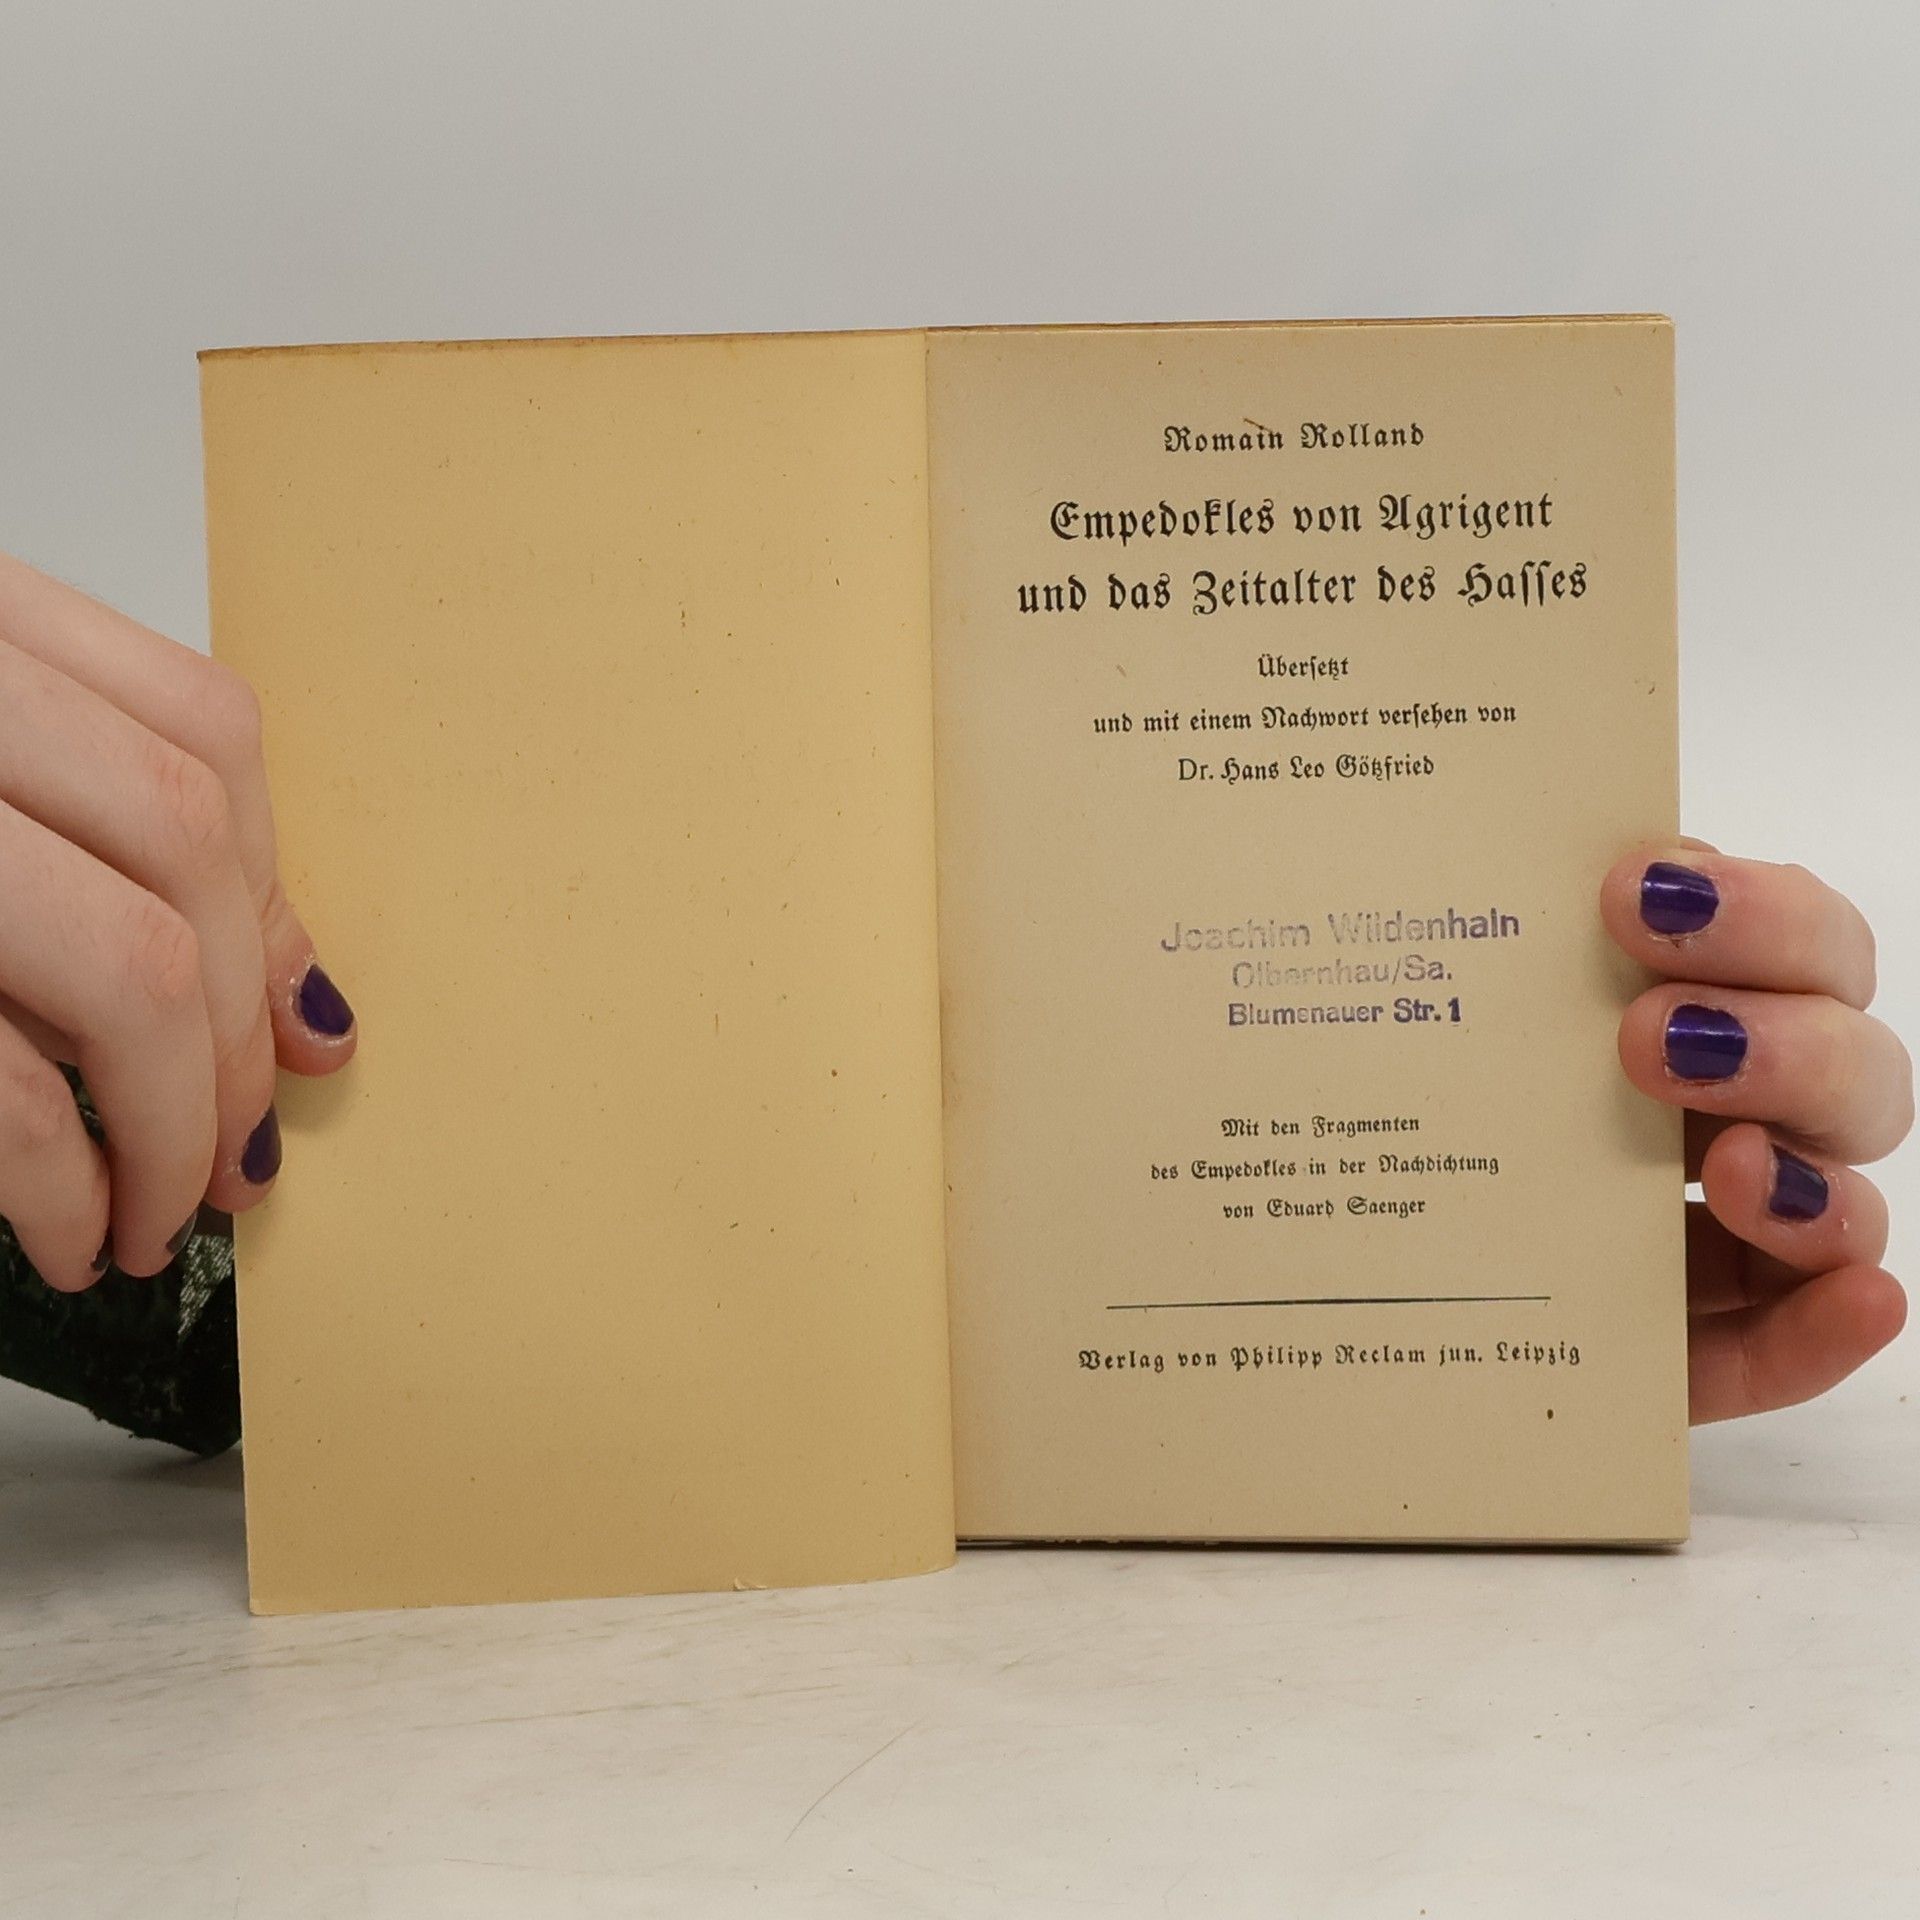 Romain Rolland
Empedokles von Agrigent
und das Zeitalter des Haſſes
Überſetzt
und mit einem Nachwort verſehen von
Dr. Hans Leo Götzfried
Joachim Wildenhain
Olbernhau/Sa.
Blumenauer Str. 1
Mit den Fragmenten
des Empedokles in der Nachdichtung
von Eduard Saenger
Verlag von Philipp Reclam jun. Leipzig